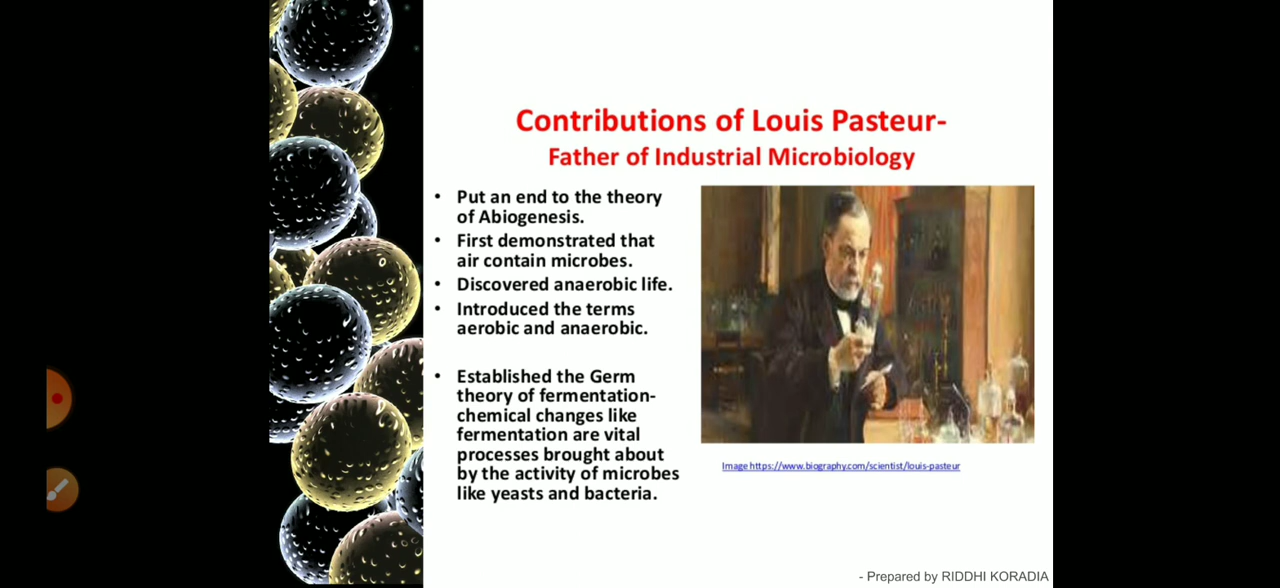 Contributions of Louis Pasteur-
Father of Industrial Microbiology
• Put an end to the theory
of Abiogenesis.
• First demonstrated that
air contain microbes.
• Discovered anaerobic life.
• Introduced the terms
aerobic and anaerobic.
• Established the Germ
theory of fermentation-
chemical changes like
fermentation are vital
processes brought about
by the activity of microbes
like yeasts and bacteria.
Image https://www.biography.com/scientist/louis-pasteur
- Prepared by RIDDHI KORADIA